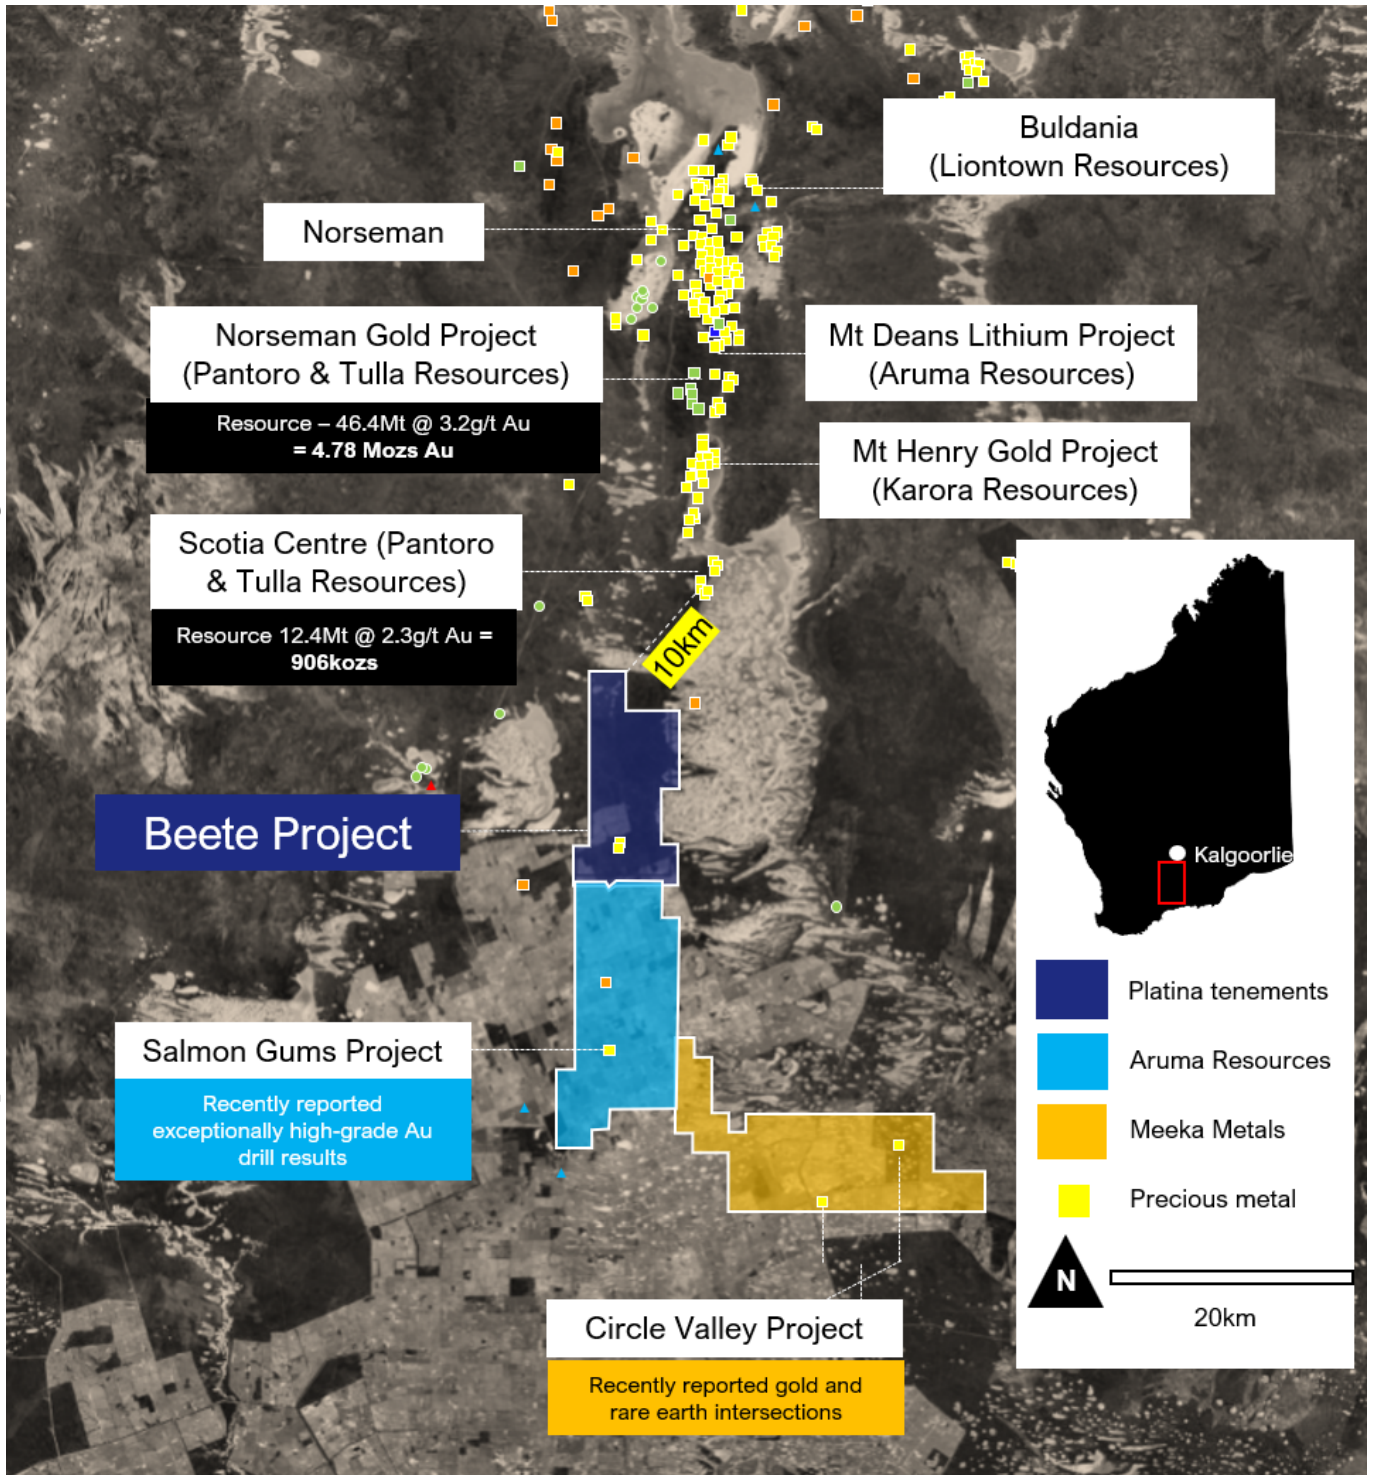 Buldania
(Liontown Resources)
Norseman
Norseman Gold Project
(Pantoro & Tulla Resources)
Resource – 46.4Mt @ 3.2g/t Au
= 4.78 Mozs Au
Mt Deans Lithium Project
(Aruma Resources)
Mt Henry Gold Project
(Karora Resources)
Scotia Centre (Pantoro
& Tulla Resources)
Resource 12.4Mt @ 2.3g/t Au =
906kozs
10km
Beete Project
Kalgoorlie
Platina tenements
Aruma Resources
Meeka Metals
Precious metal
N
20km
Salmon Gums Project
Recently reported
exceptionally high-grade Au
drill results
Circle Valley Project
Recently reported gold and
rare earth intersections